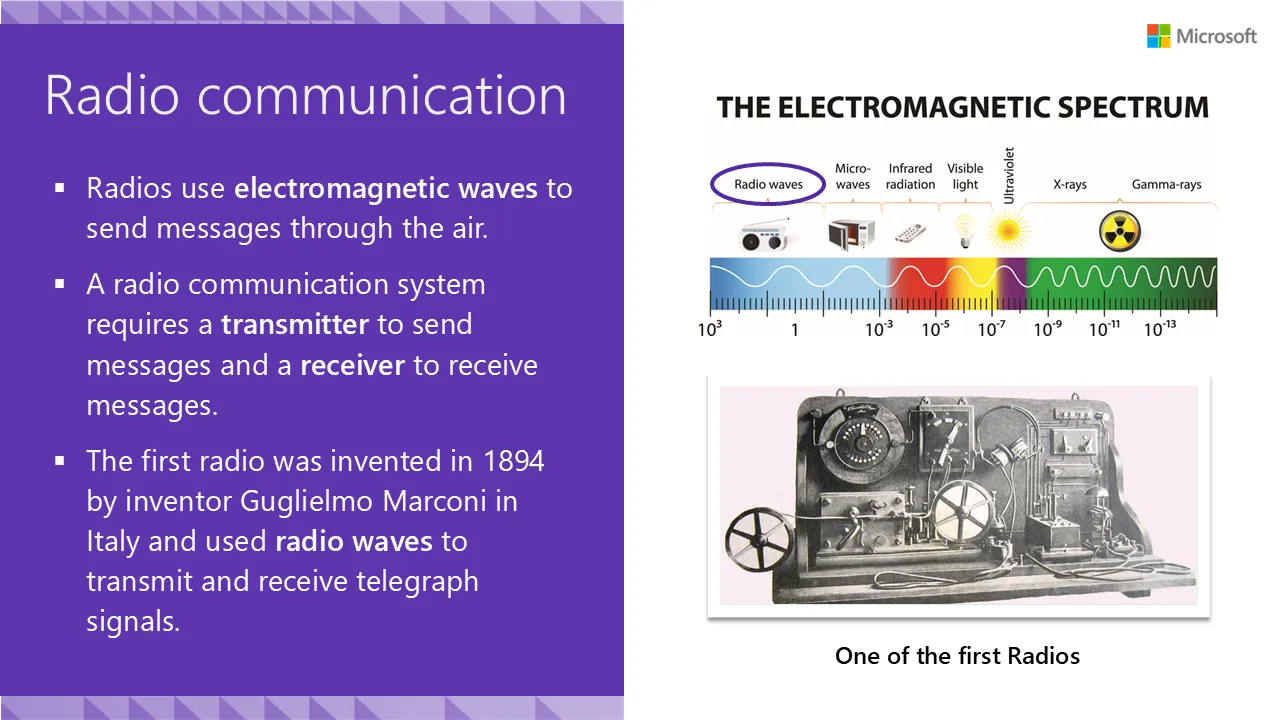 Radio communication
▪ Radios use electromagnetic waves to
send messages through the air.
▪ A radio communication system
requires a transmitter to send
messages and a receiver to receive
messages.
▪ The first radio was invented in 1894
by inventor Guglielmo Marconi in
Italy and used radio waves to
transmit and receive telegraph
signals.
Microsoft
THE ELECTROMAGNETIC SPECTRUM
Radio waves
Micro-
waves
Infrared
radiation
Visible
light
Ultraviolet
X-rays
Gamma-rays
10³ 1 10⁻³ 10⁻⁵ 10⁻⁷ 10⁻⁹ 10⁻¹¹ 10⁻¹³
One of the first Radios